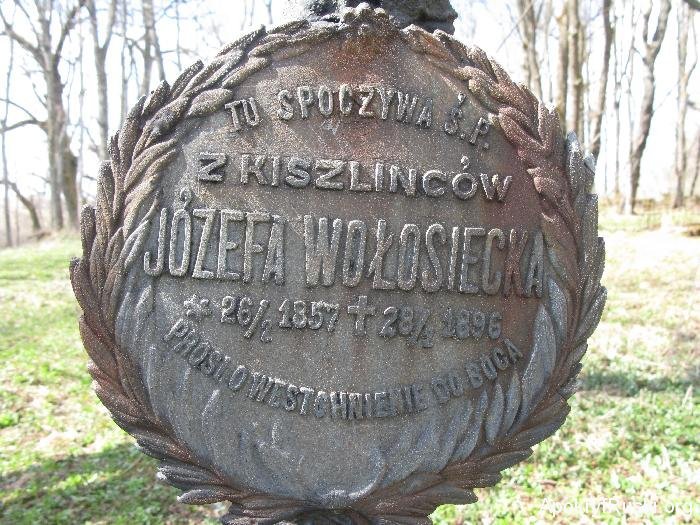 TU SPOCZYWA Ś.P.
Z KISZLINCÓW
JÓZEFA WOŁOSIECKA
* 26/2 1857 † 28/4 1896
PROSI O WESTCHNIENIE DO BOGA